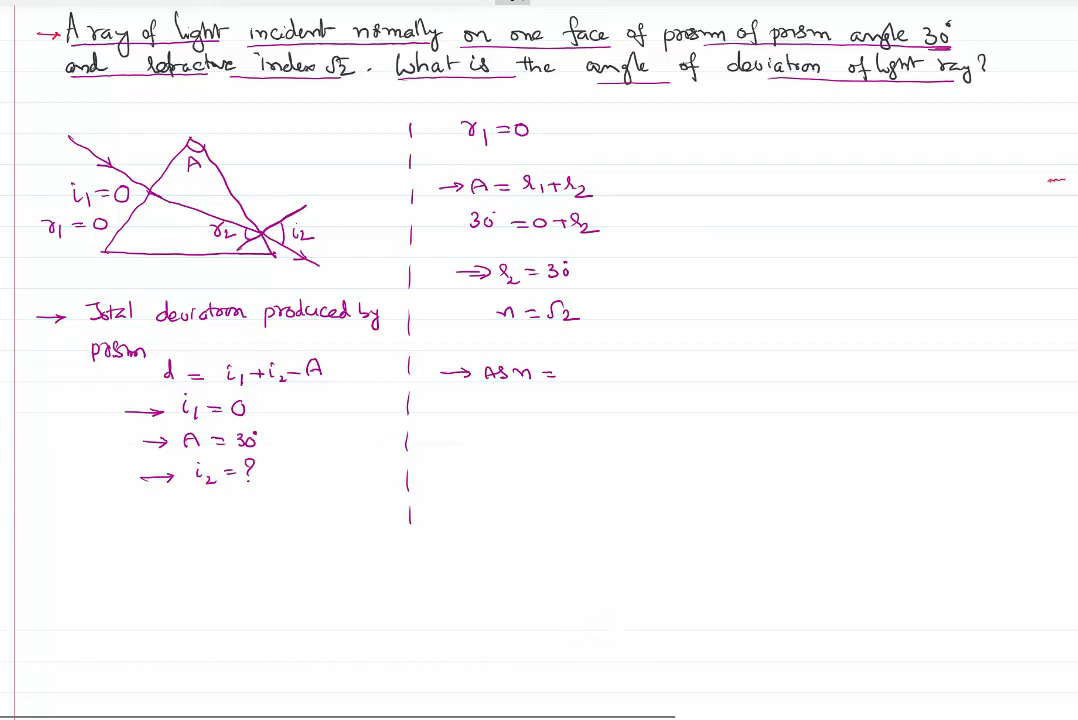 → A ray of light incident normally on one face of prism of prism angle 30°
and refractive index √2. What is the angle of deviation of light ray?
A
i₁ = 0
r₁ = 0
r₂
i₂
→ Total deviation produced by
prism
d = i₁ + i₂ - A
→ i₁ = 0
→ A = 30°
→ i₂ = ?
r₁ = 0
→ A = r₁ + r₂
30° = 0 + r₂
⇒ r₂ = 30°
n = √2
→ As n =